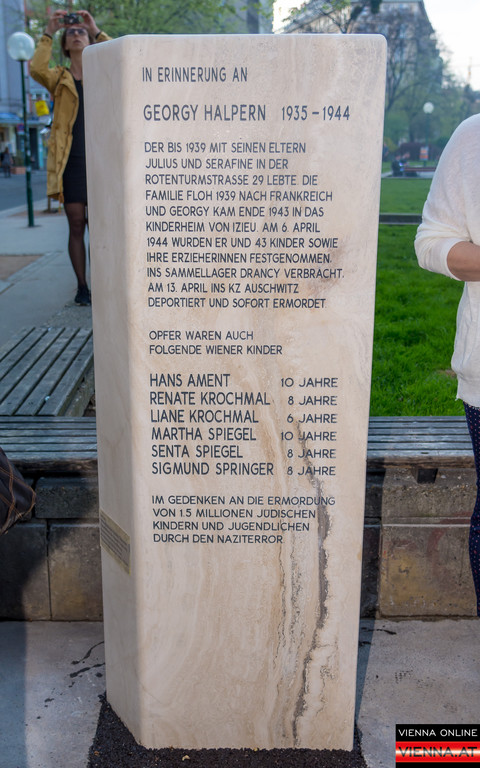 IN ERINNERUNG AN
GEORGY HALPERN 1935 – 1944
DER BIS 1939 MIT SEINEN ELTERN
JULIUS UND SERAFINE IN DER
ROTENTURMSTRASSE 29 LEBTE. DIE
FAMILIE FLOH 1939 NACH FRANKREICH
UND GEORGY KAM ENDE 1943 IN DAS
KINDERHEIM VON IZIEU. AM 6. APRIL
1944 WURDEN ER UND 43 KINDER SOWIE
IHRE ERZIEHERINNEN FESTGENOMMEN,
INS SAMMELLAGER DRANCY VERBRACHT,
AM 13. APRIL INS KZ AUSCHWITZ
DEPORTIERT UND SOFORT ERMORDET
OPFER WAREN AUCH
FOLGENDE WIENER KINDER
HANS AMENT 10 JAHRE
RENATE KROCHMAL 8 JAHRE
LIANE KROCHMAL 6 JAHRE
MARTHA SPIEGEL 10 JAHRE
SENTA SPIEGEL 8 JAHRE
SIGMUND SPRINGER 8 JAHRE
IM GEDENKEN AN DIE ERMORDUNG
VON 1.5 MILLIONEN JÜDISCHEN
KINDERN UND JUGENDLICHEN
DURCH DEN NAZITERROR
VIENNA ONLINE
VIENNA.AT